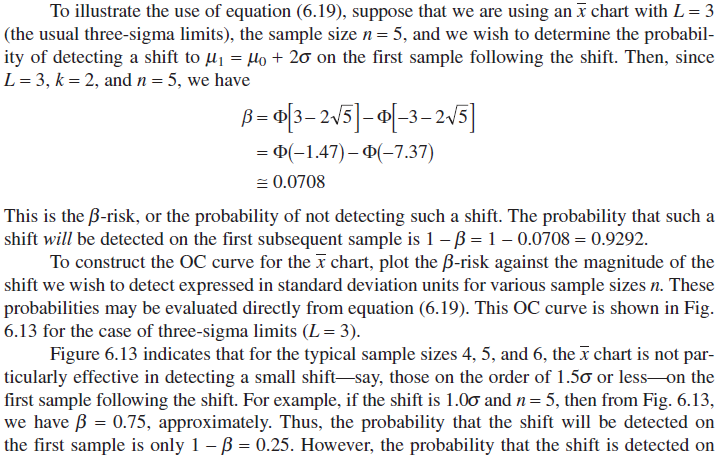 To illustrate the use of equation (6.19), suppose that we are using an x̄ chart with L = 3
(the usual three-sigma limits), the sample size n = 5, and we wish to determine the probabil-
ity of detecting a shift to μ₁ = μ₀ + 2σ on the first sample following the shift. Then, since
L = 3, k = 2, and n = 5, we have
β = Φ[3 – 2√5] – Φ[–3 – 2√5]
= Φ(–1.47) – Φ(–7.37)
≅ 0.0708
This is the β-risk, or the probability of not detecting such a shift. The probability that such a
shift will be detected on the first subsequent sample is 1 – β = 1 – 0.0708 = 0.9292.
To construct the OC curve for the x̄ chart, plot the β-risk against the magnitude of the
shift we wish to detect expressed in standard deviation units for various sample sizes n. These
probabilities may be evaluated directly from equation (6.19). This OC curve is shown in Fig.
6.13 for the case of three-sigma limits (L = 3).
Figure 6.13 indicates that for the typical sample sizes 4, 5, and 6, the x̄ chart is not par-
ticularly effective in detecting a small shift—say, those on the order of 1.5σ or less—on the
first sample following the shift. For example, if the shift is 1.0σ and n = 5, then from Fig. 6.13,
we have β = 0.75, approximately. Thus, the probability that the shift will be detected on
the first sample is only 1 – β = 0.25. However, the probability that the shift is detected on